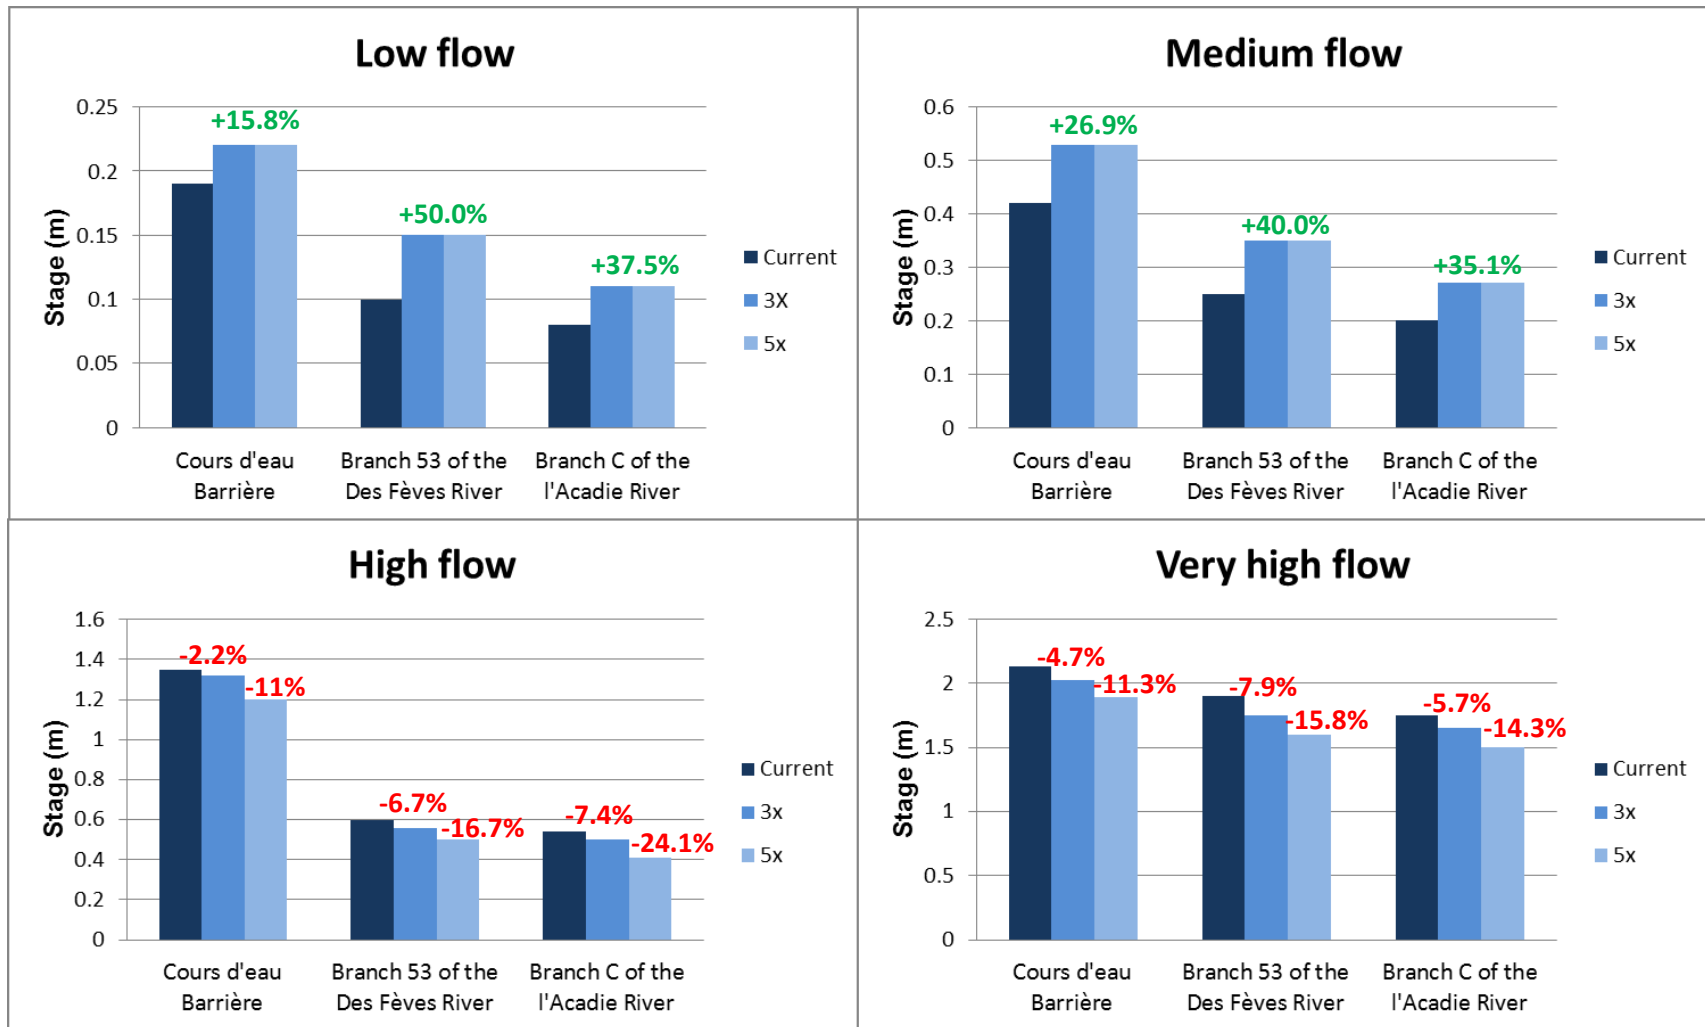 Low flow
Stage (m)
0.25
0.2
0.15
0.1
0.05
0
+15.8%
+50.0%
+37.5%
Cours d'eau
Barrière
Branch 53 of the
Des Fèves River
Branch C of the
l'Acadie River
Current
3X
5x
Medium flow
Stage (m)
0.6
0.5
0.4
0.3
0.2
0.1
0
+26.9%
+40.0%
+35.1%
Cours d'eau
Barrière
Branch 53 of the
Des Fèves River
Branch C of the
l'Acadie River
Current
3x
5x
High flow
Stage (m)
1.6
1.4
1.2
1
0.8
0.6
0.4
0.2
0
-2.2%
-11%
-6.7%
-16.7%
-7.4%
-24.1%
Cours d'eau
Barrière
Branch 53 of the
Des Fèves River
Branch C of the
l'Acadie River
Current
3x
5x
Very high flow
Stage (m)
2.5
2
1.5
1
0.5
0
-4.7%
-11.3%
-7.9%
-15.8%
-5.7%
-14.3%
Cours d'eau
Barrière
Branch 53 of the
Des Fèves River
Branch C of the
l'Acadie River
Current
3x
5x